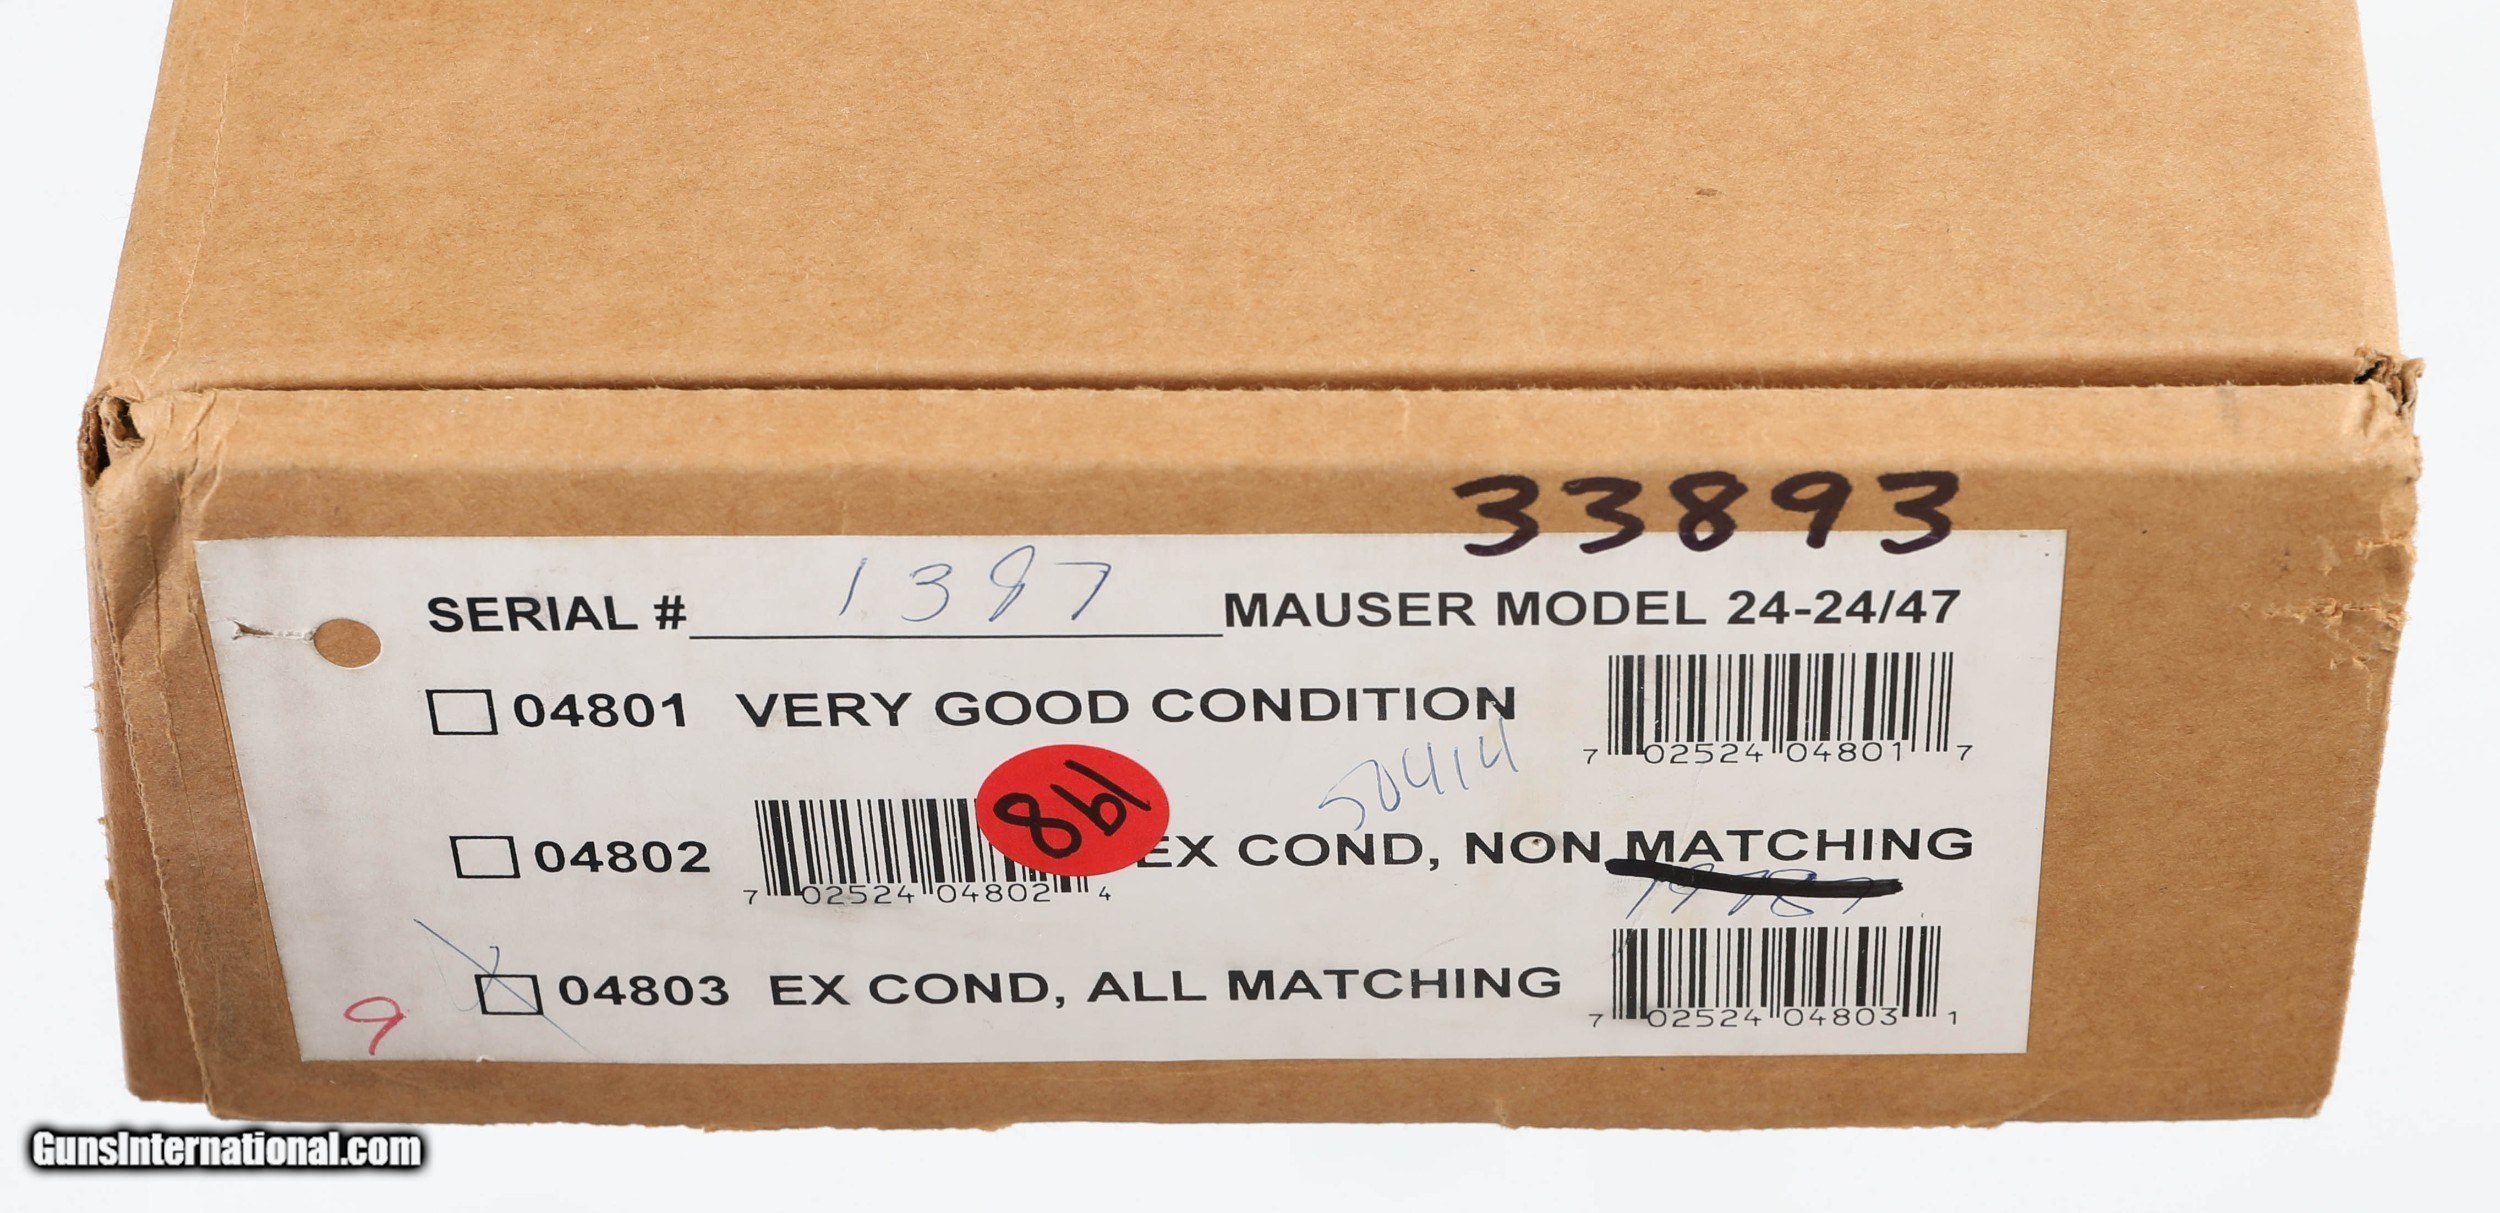 33893
SERIAL # 1387 MAUSER MODEL 24-24/47
04801 VERY GOOD CONDITION
7 02524 04801 7
50414
198
04802 EX COND, NON MATCHING
7 02524 04802 4
04803 EX COND, ALL MATCHING
7 02524 04803 1
9
GunsInternational.com